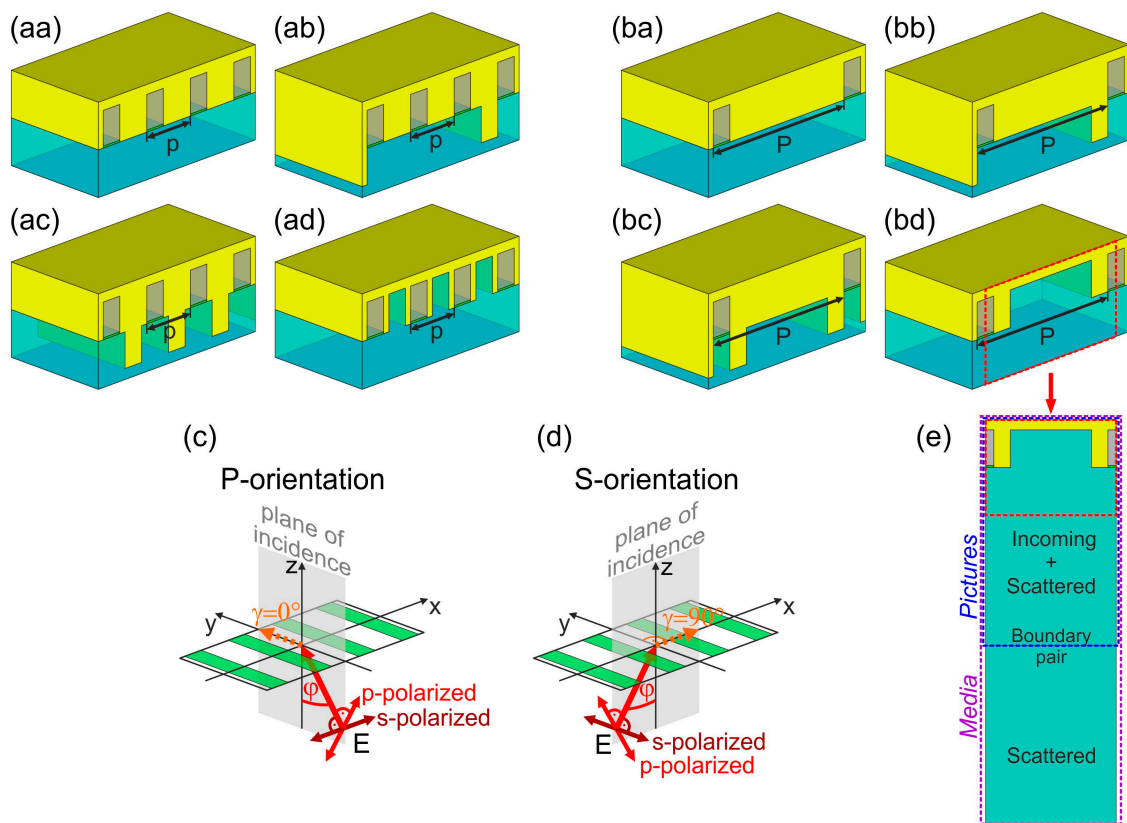 (aa)
(ab)
(ba)
(bb)
p
p
P
P
(ac)
(ad)
(bc)
(bd)
p
p
P
P
(c)
(d)
(e)
P-orientation
S-orientation
plane of
incidence
z
x
y
γ=0°
φ
p-polarized
s-polarized
E
plane of
incidence
z
x
y
γ=90°
φ
E
s-polarized
p-polarized
Pictures
Media
Incoming
+
Scattered
Boundary
pair
Scattered